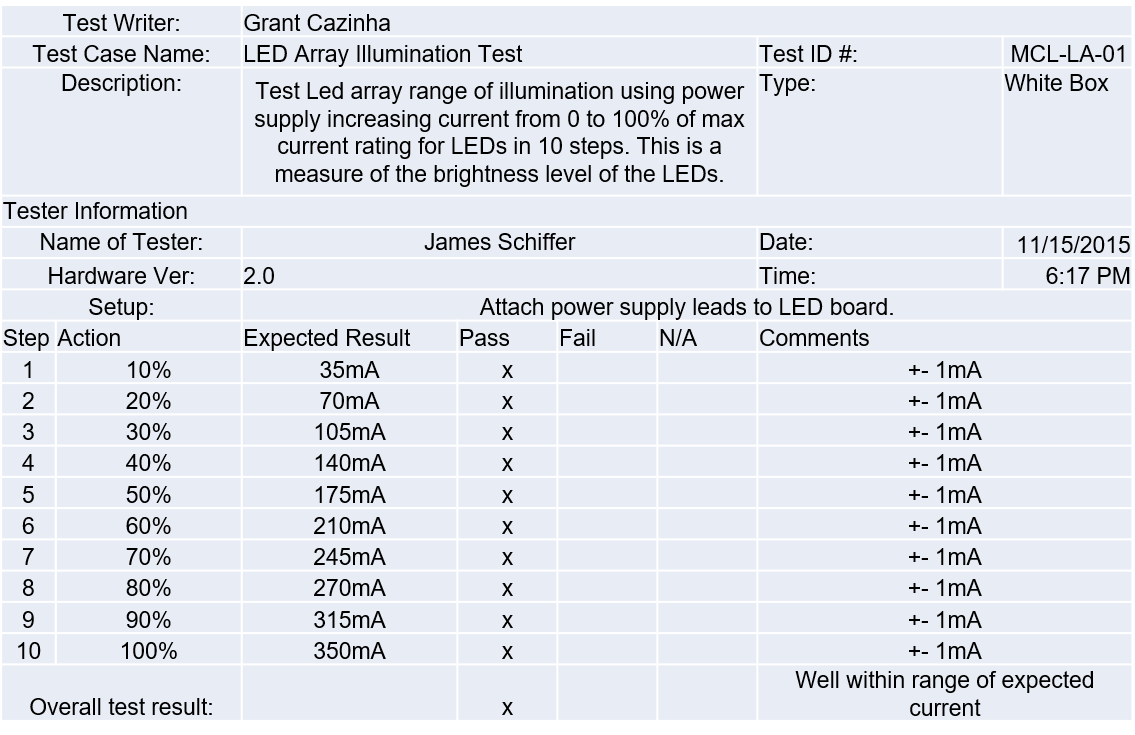 Test Writer: Grant Cazinha
Test Case Name: LED Array Illumination Test Test ID #: MCL-LA-01
Description: Test Led array range of illumination using power Type: White Box
supply increasing current from 0 to 100% of max
current rating for LEDs in 10 steps. This is a
measure of the brightness level of the LEDs.
Tester Information
Name of Tester: James Schiffer Date: 11/15/2015
Hardware Ver: 2.0 Time: 6:17 PM
Setup: Attach power supply leads to LED board.
Step Action Expected Result Pass Fail N/A Comments
1 10% 35mA x +- 1mA
2 20% 70mA x +- 1mA
3 30% 105mA x +- 1mA
4 40% 140mA x +- 1mA
5 50% 175mA x +- 1mA
6 60% 210mA x +- 1mA
7 70% 245mA x +- 1mA
8 80% 270mA x +- 1mA
9 90% 315mA x +- 1mA
10 100% 350mA x +- 1mA
Overall test result: x Well within range of expected
current